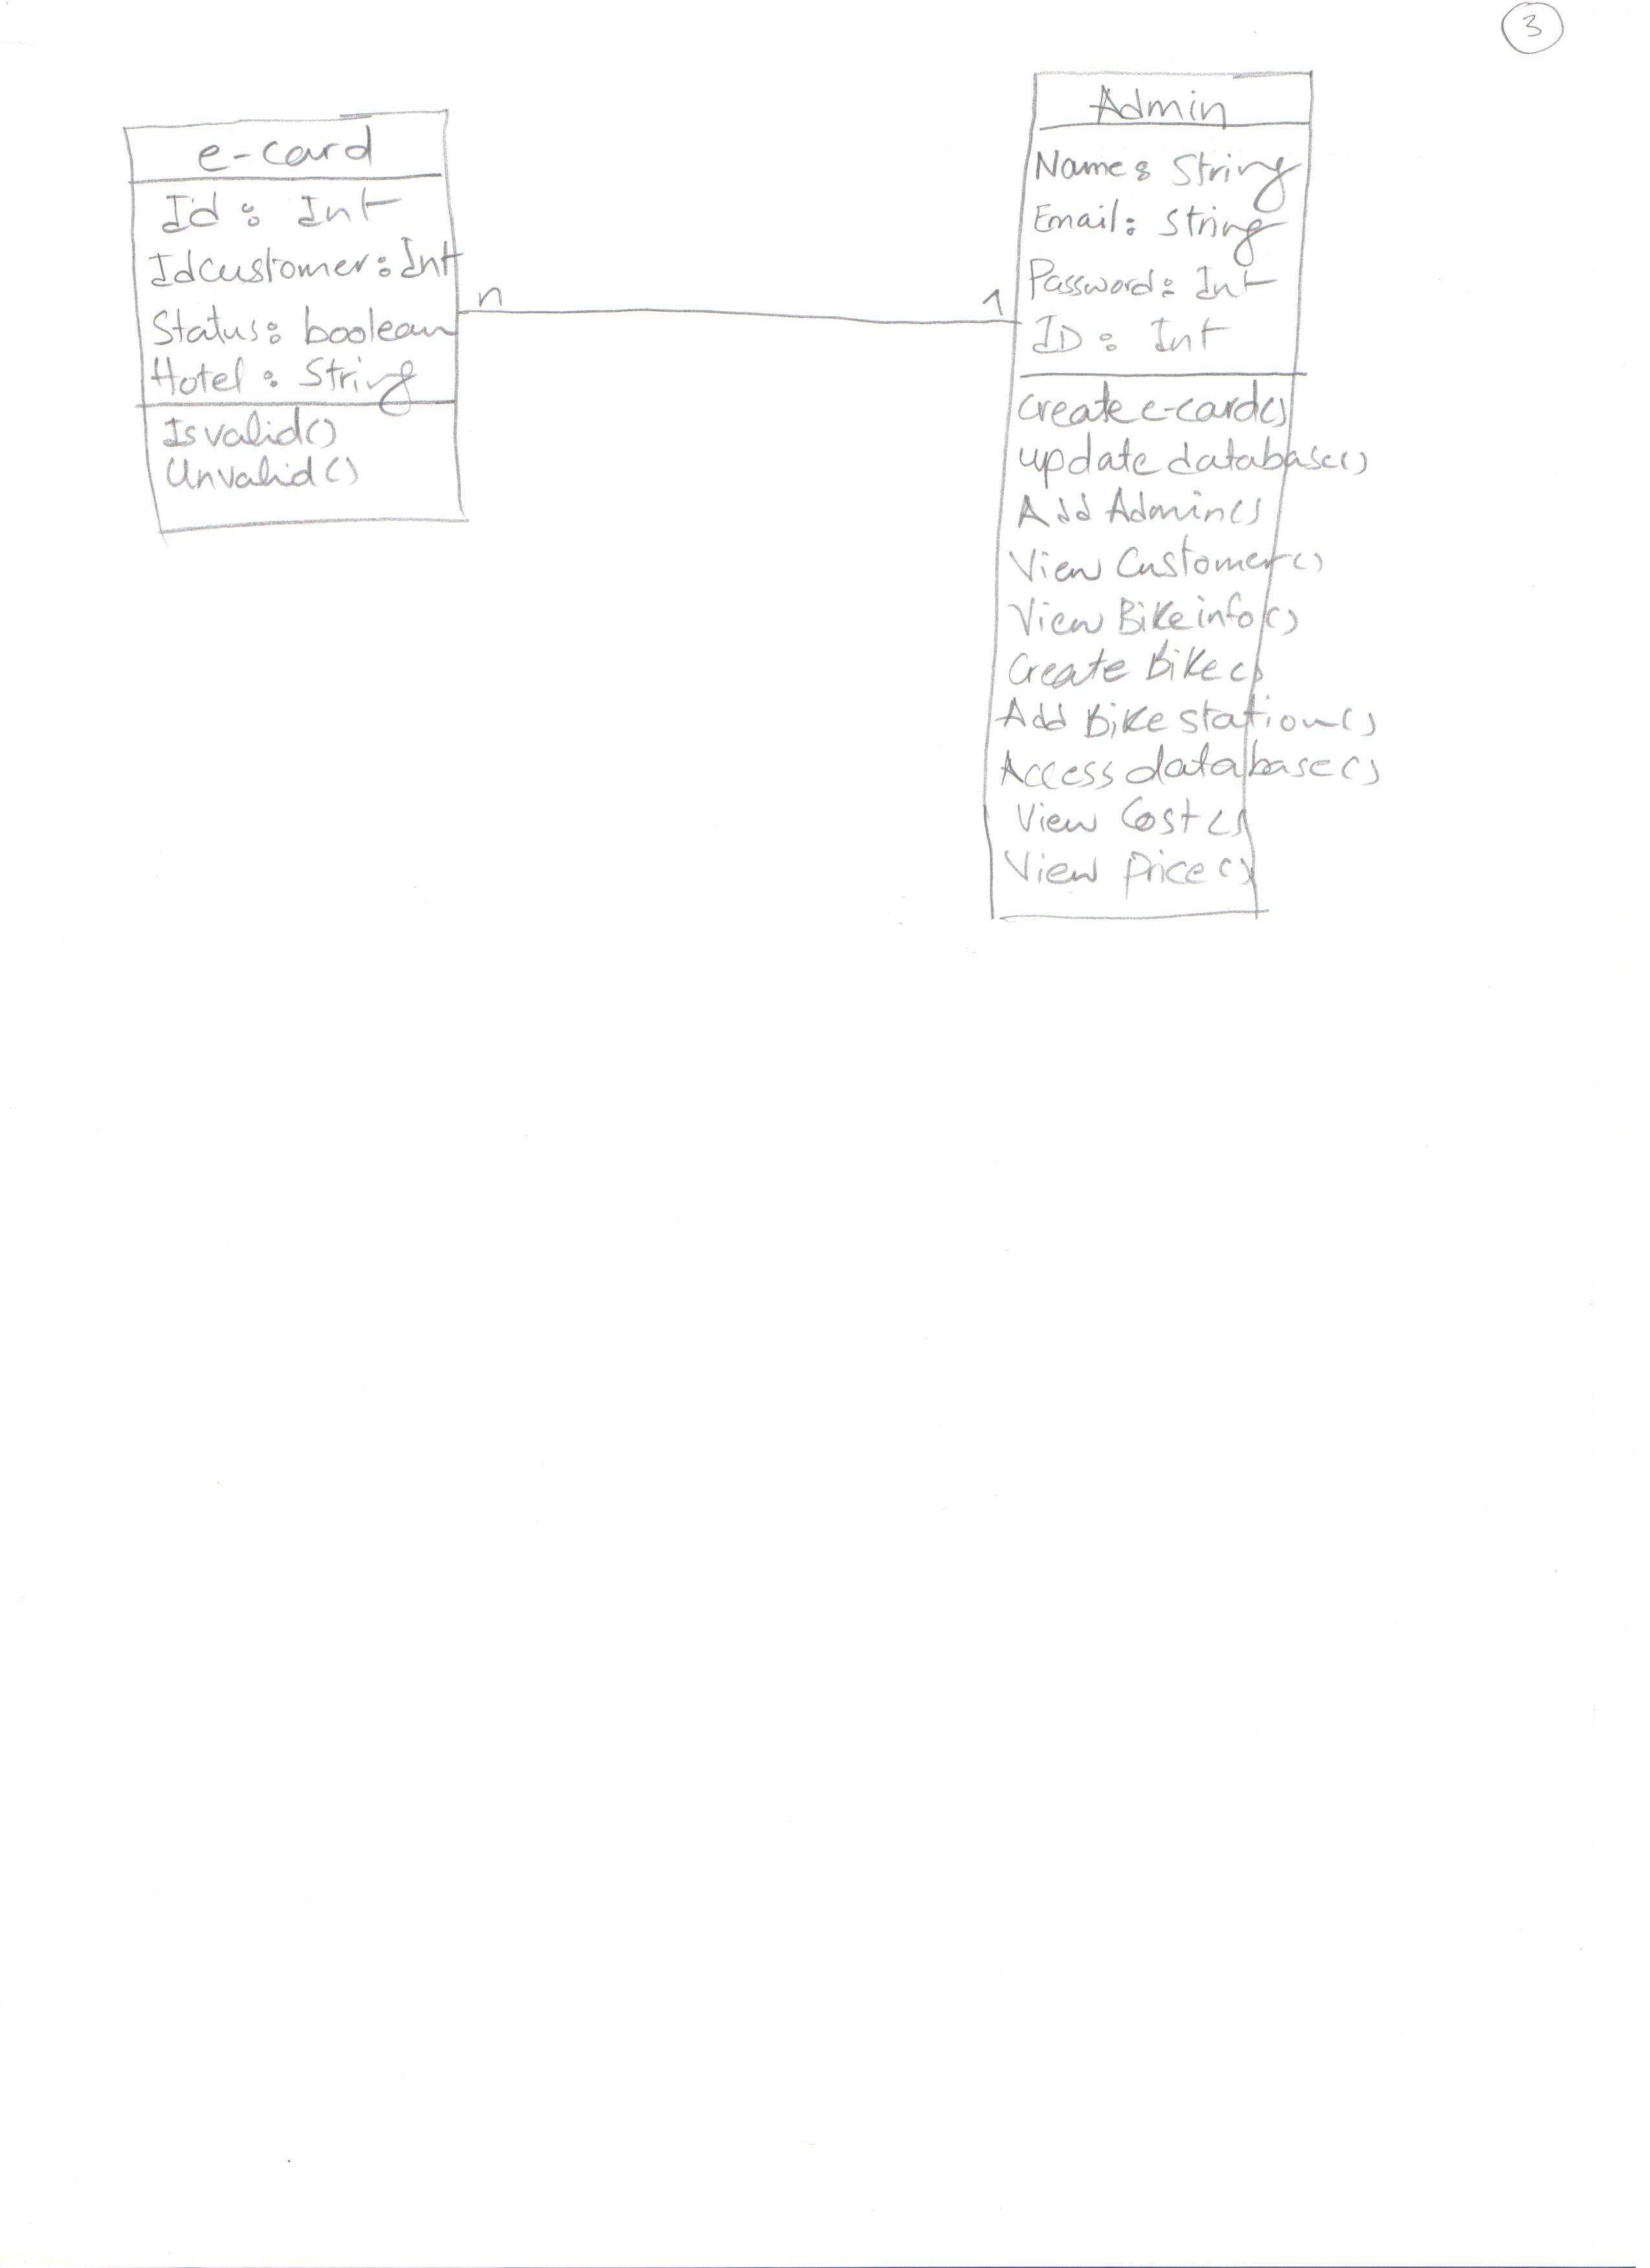 3
e-card
Id : Int
Idcustomer: Int
Status: boolean
Hotel : String
Isvalid()
Unvalid()
n
1
Admin
Name: String
Email: String
Password: Int
ID : Int
Create e-card()
update database()
Add Admin()
View Customer()
View Bike info()
Create Bike()
Add Bike station()
Access database()
View Cost()
View Price()